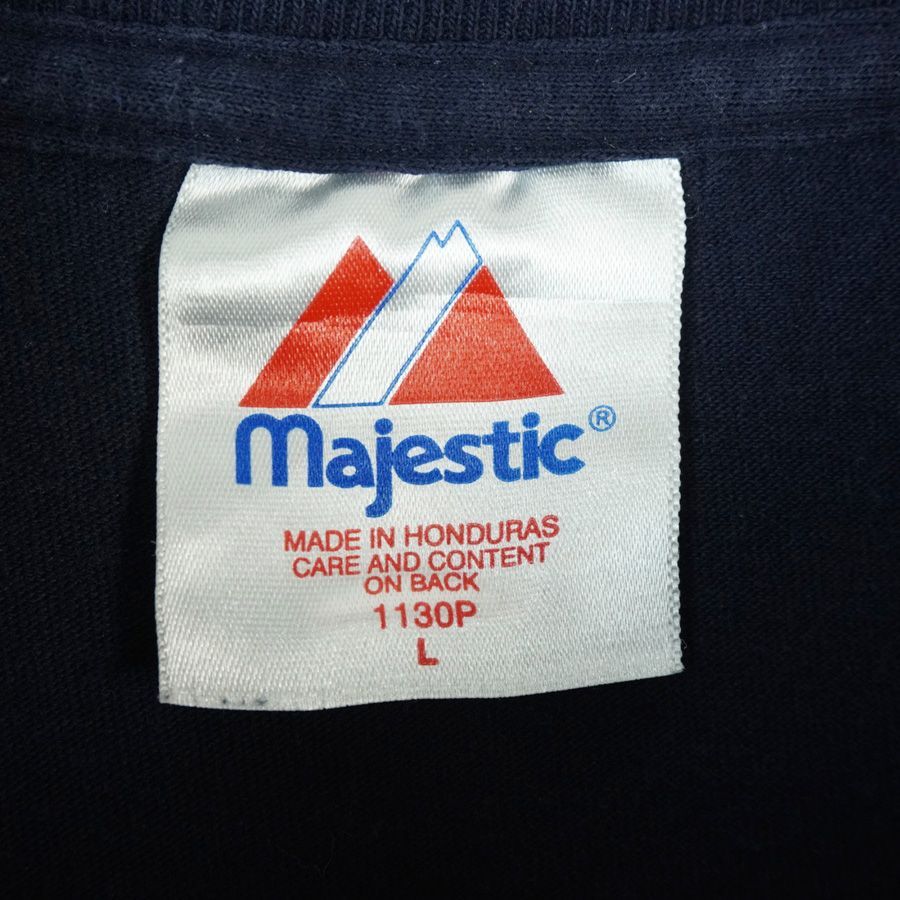 Majestic®
MADE IN HONDURAS
CARE AND CONTENT
ON BACK
1130P
L